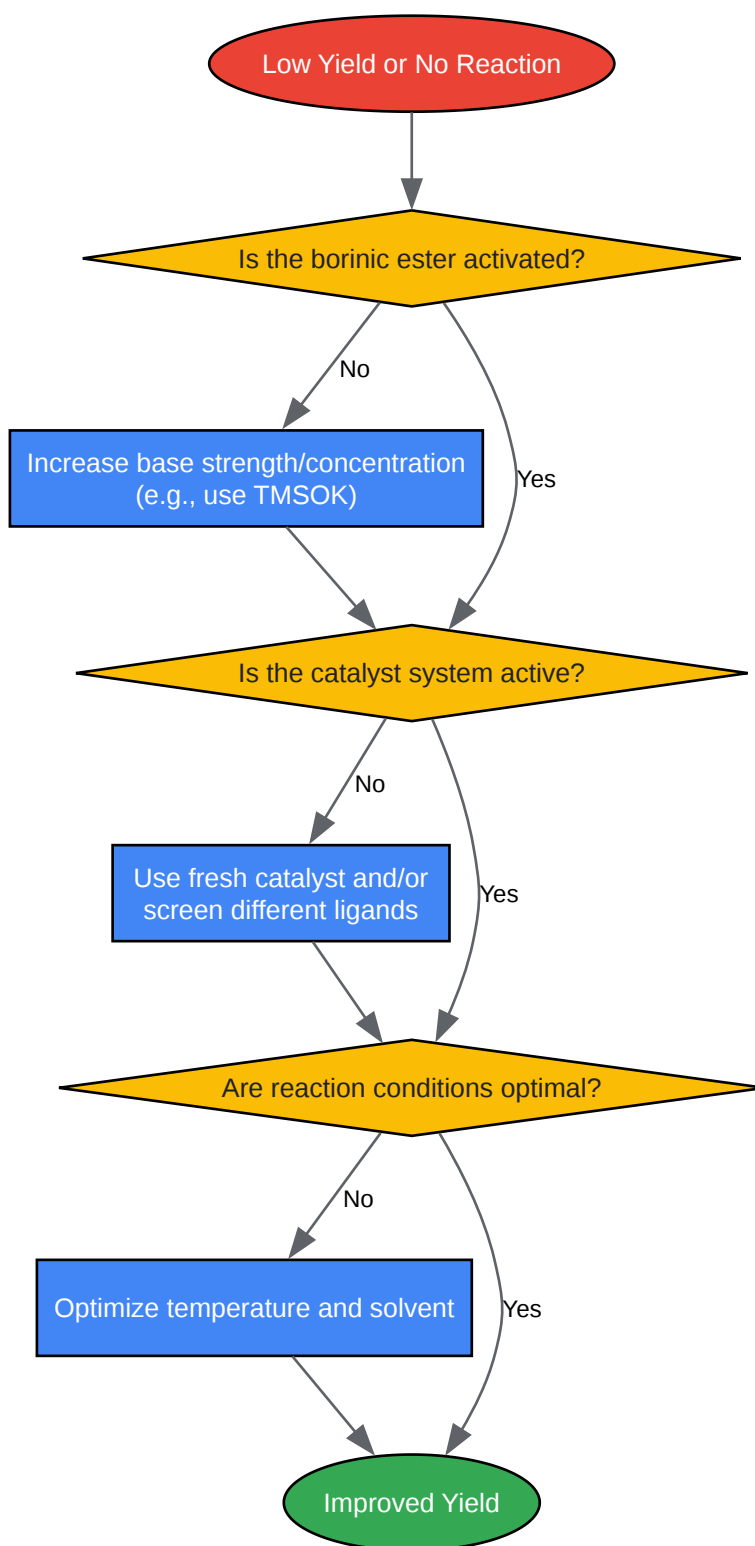 Low Yield or No Reaction
Is the borinic ester activated?
No
Increase base strength/concentration
(e.g., use TMSOK)
Yes
Is the catalyst system active?
No
Use fresh catalyst and/or
screen different ligands
Yes
Are reaction conditions optimal?
No
Optimize temperature and solvent
Yes
Improved Yield